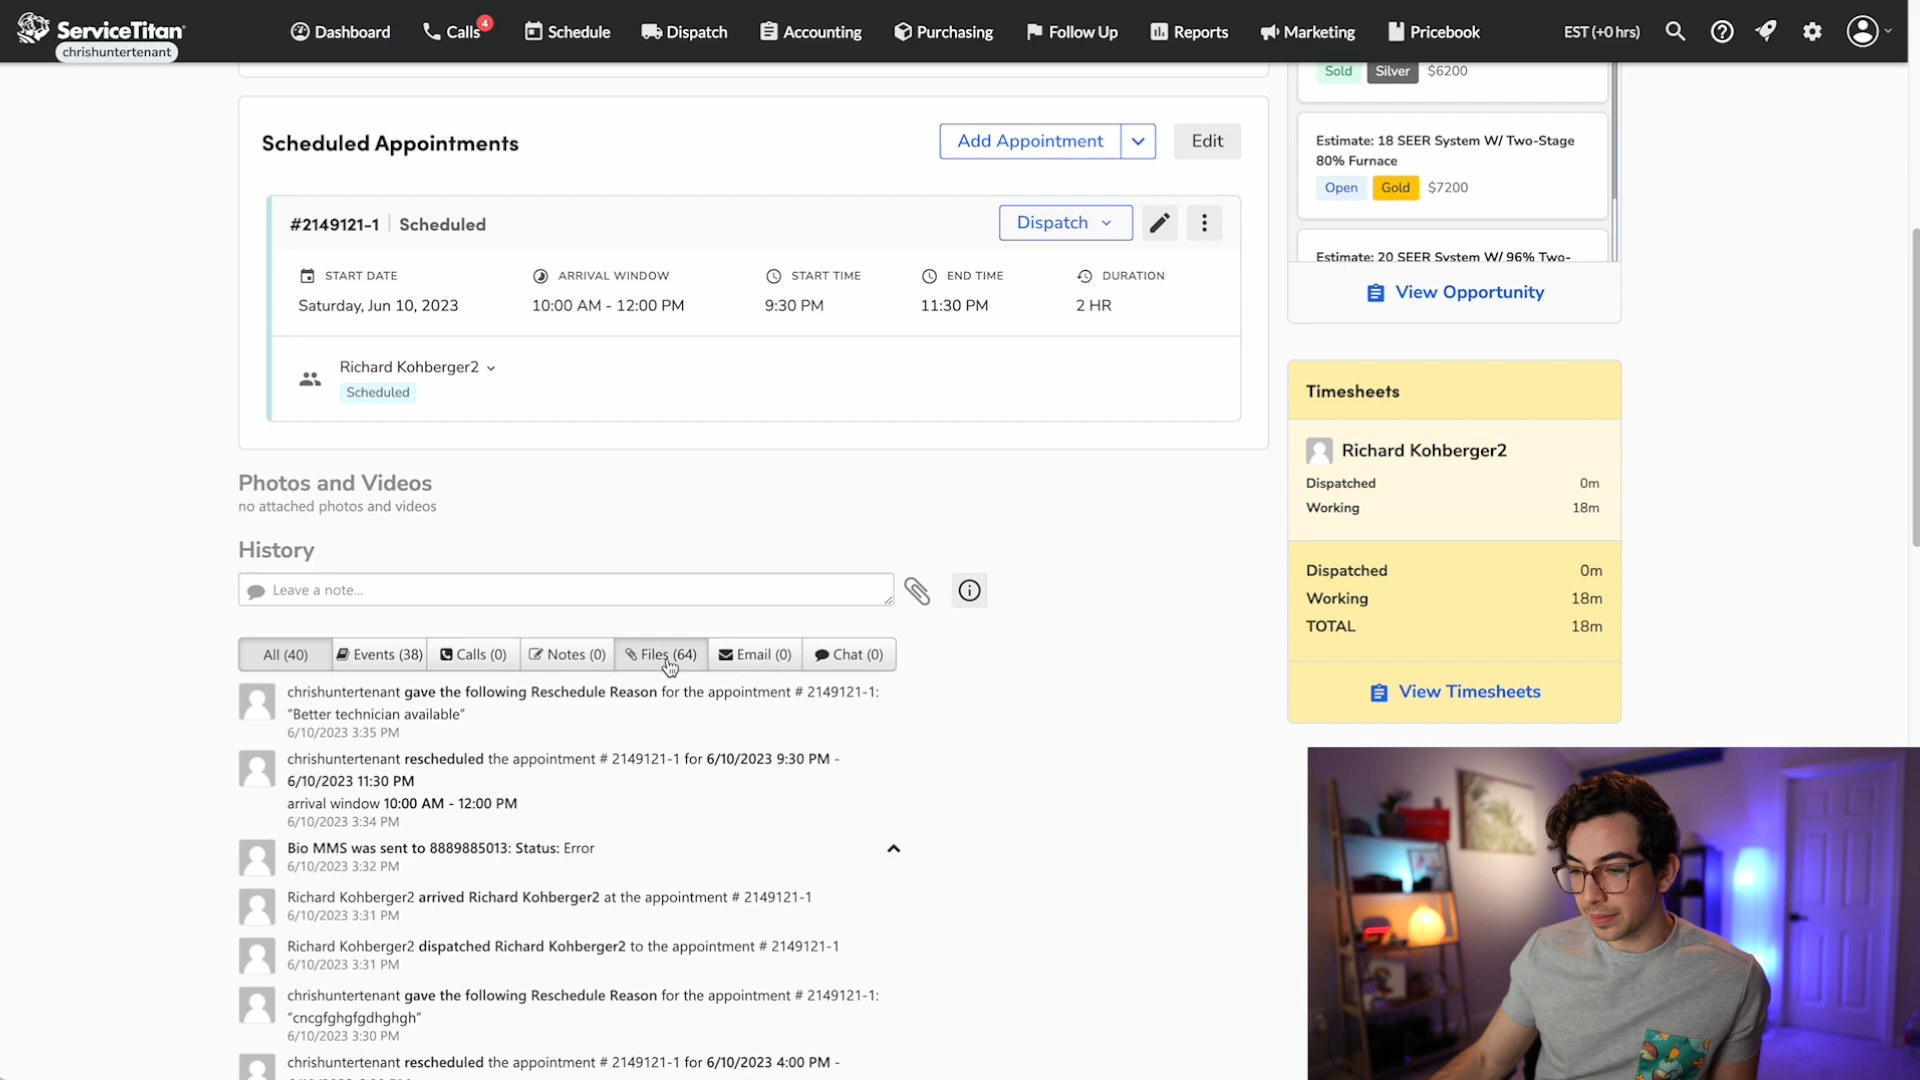 ServiceTitan
chrishuntertenant
Dashboard
Calls
4
Schedule
Dispatch
Accounting
Purchasing
Follow Up
Reports
Marketing
Pricebook
EST (+0 hrs)
Scheduled Appointments
Add Appointment
Edit
#2149121-1 | Scheduled
Dispatch
START DATE
ARRIVAL WINDOW
START TIME
END TIME
DURATION
Saturday, Jun 10, 2023
10:00 AM - 12:00 PM
9:30 PM
11:30 PM
2 HR
Richard Kohberger2
Scheduled
Photos and Videos
no attached photos and videos
History
Leave a note...
All (40)
Events (38)
Calls (0)
Notes (0)
Files (64)
Email (0)
Chat (0)
chrishuntertenant gave the following Reschedule Reason for the appointment # 2149121-1:
"Better technician available"
6/10/2023 3:35 PM
chrishuntertenant rescheduled the appointment # 2149121-1 for 6/10/2023 9:30 PM -
6/10/2023 11:30 PM
arrival window 10:00 AM - 12:00 PM
6/10/2023 3:34 PM
Bio MMS was sent to 8889885013: Status: Error
6/10/2023 3:32 PM
Richard Kohberger2 arrived Richard Kohberger2 at the appointment # 2149121-1
6/10/2023 3:31 PM
Richard Kohberger2 dispatched Richard Kohberger2 to the appointment # 2149121-1
6/10/2023 3:31 PM
chrishuntertenant gave the following Reschedule Reason for the appointment # 2149121-1:
"cncgfghgfgdhghgh"
6/10/2023 3:30 PM
chrishuntertenant rescheduled the appointment # 2149121-1 for 6/10/2023 4:00 PM -
Sold
Silver
$6200
Estimate: 18 SEER System W/ Two-Stage
80% Furnace
Open
Gold
$7200
Estimate: 20 SEER System W/ 96% Two-
View Opportunity
Timesheets
Richard Kohberger2
Dispatched 0m
Working 18m
Dispatched 0m
Working 18m
TOTAL 18m
View Timesheets